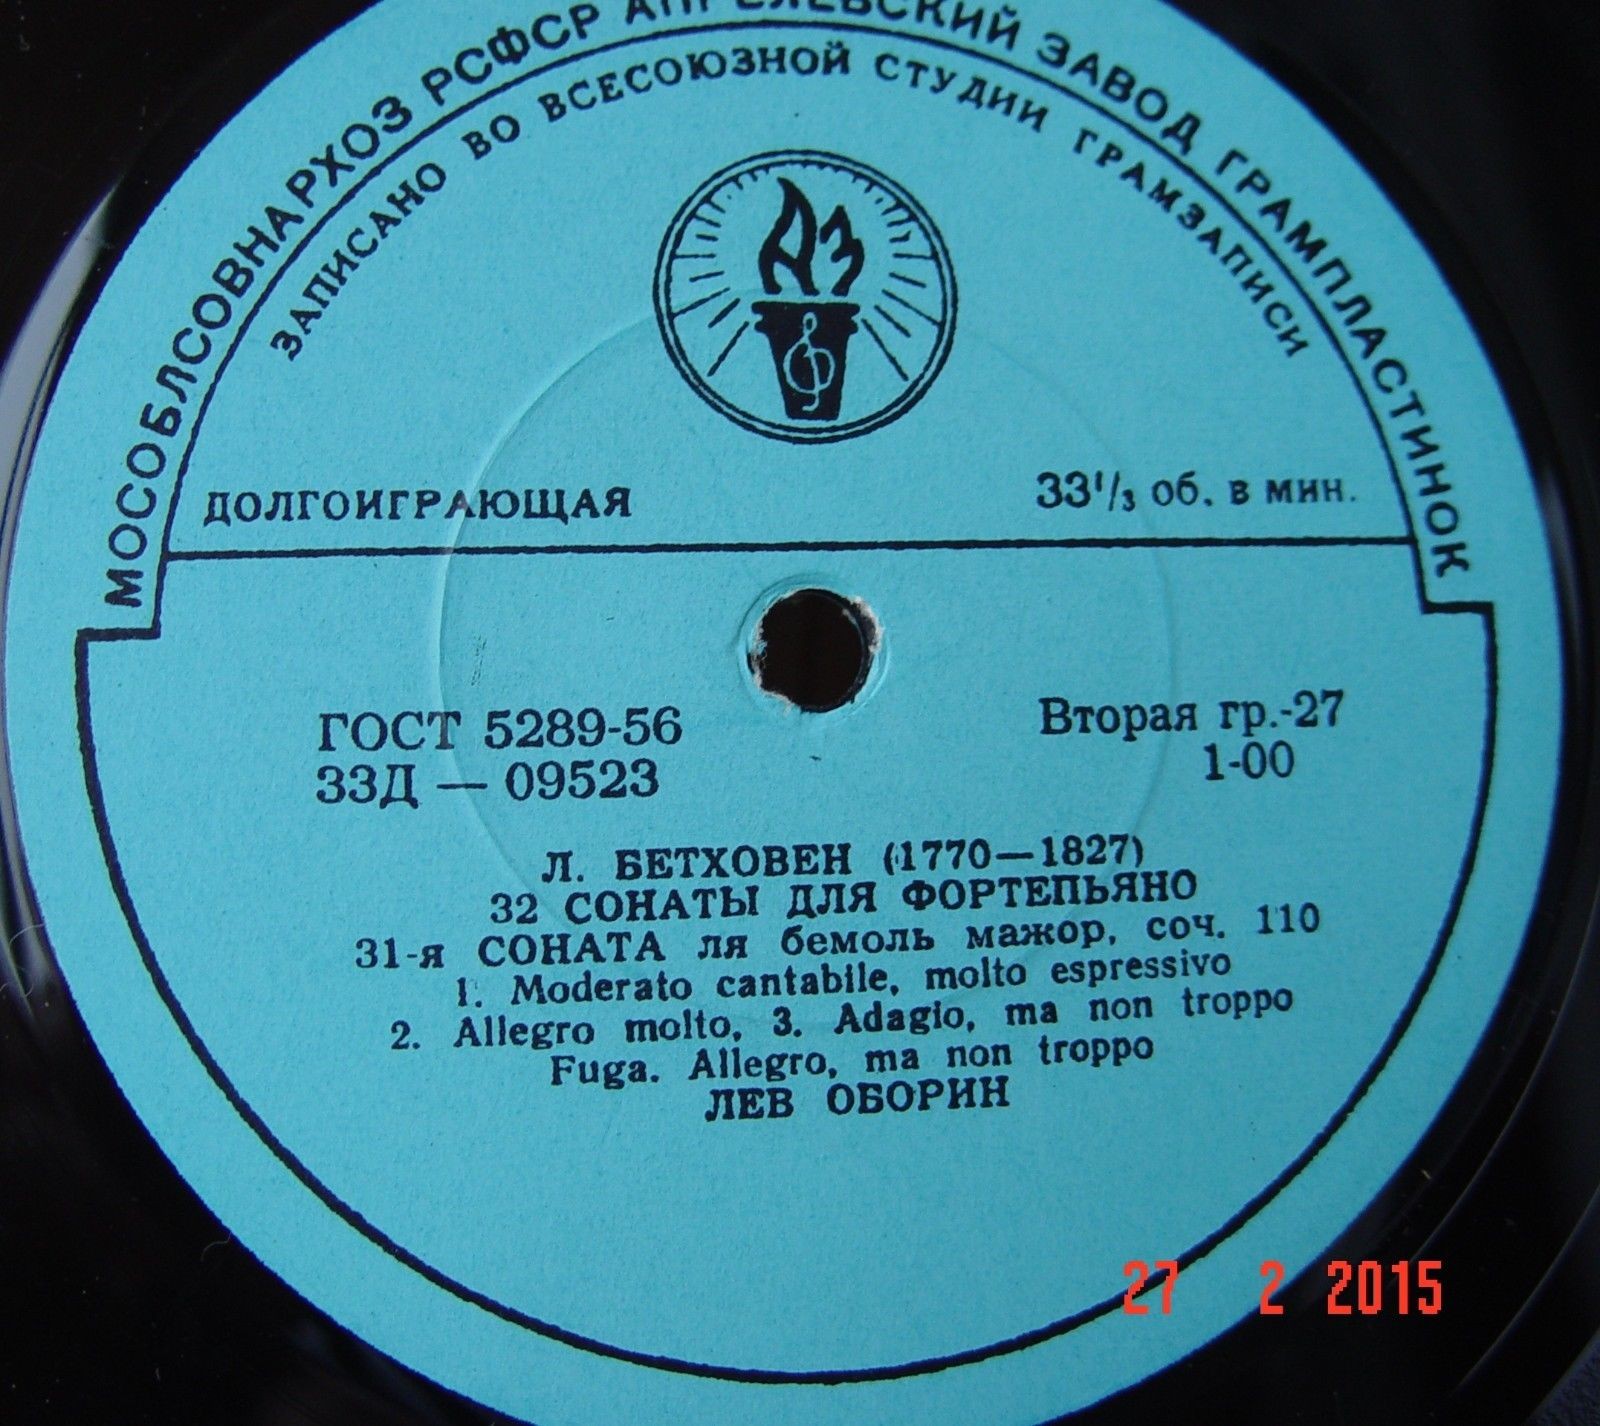 МОСОБЛСОВНАРХОЗ РСФСР АПРЕЛЕВСКИЙ ЗАВОД ГРАМПЛАСТИНОК
ЗАПИСАНО ВО ВСЕСОЮЗНОЙ СТУДИИ ГРАМЗАПИСИ
АЗ
ДОЛГОИГРАЮЩАЯ
33 1/3 об. в мин.
ГОСТ 5289-56
Вторая гр.-27
33Д — 09523
1-00
Л. БЕТХОВЕН (1770—1827)
32 СОНАТЫ ДЛЯ ФОРТЕПЬЯНО
31-я СОНАТА ля бемоль мажор, соч. 110
1. Moderato cantabile, molto espressivo
2. Allegro molto, 3. Adagio, ma non troppo
Fuga. Allegro, ma non troppo
ЛЕВ ОБОРИН
27 2 2015